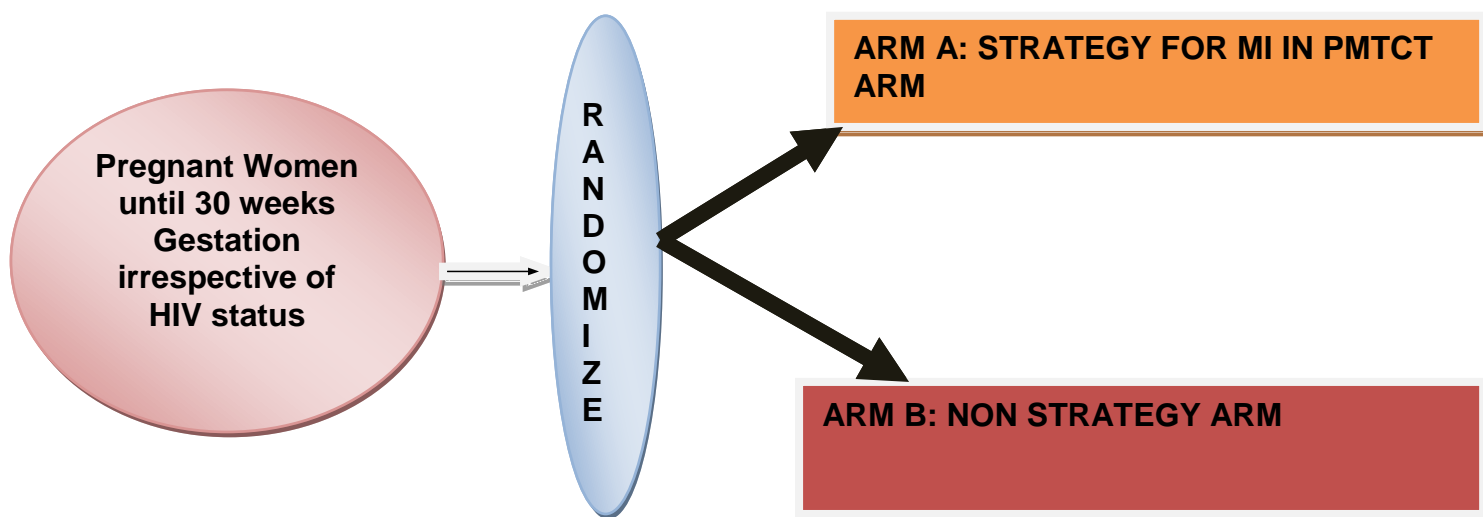 Pregnant Women
until 30 weeks
Gestation
irrespective of
HIV status
R
A
N
D
O
M
I
Z
E
ARM A: STRATEGY FOR MI IN PMTCT
ARM
ARM B: NON STRATEGY ARM